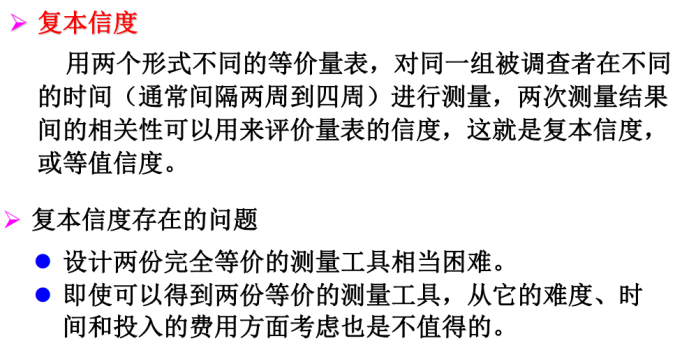 复本信度
用两个形式不同的等价量表，对同一组被调查者在不同
的时间（通常间隔两周到四周）进行测量，两次测量结果
间的相关性可以用来评价量表的信度，这就是复本信度，
或等值信度。
复本信度存在的问题
设计两份完全等价的测量工具相当困难。
即使可以得到两份等价的测量工具，从它的难度、时
间和投入的费用方面考虑也是不值得的。